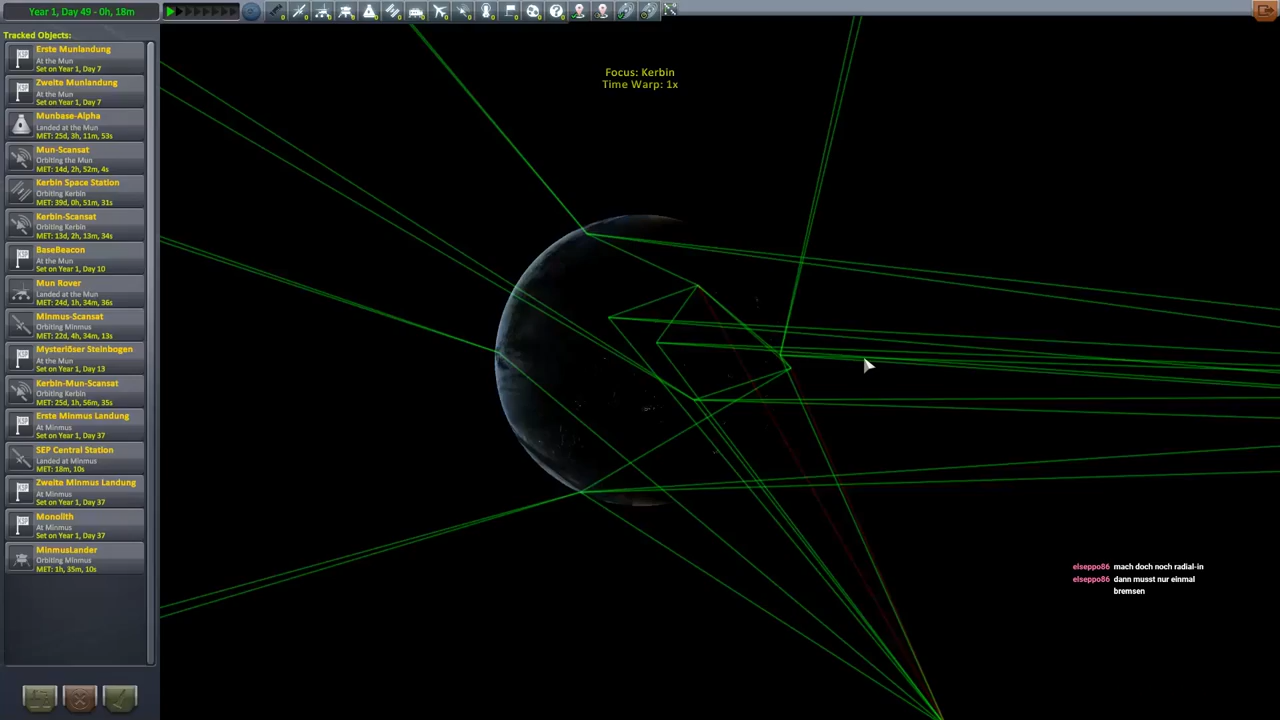 Year 1, Day 49 - 0h, 18m
Tracked Objects:
Erste Munlandung
At the Mun
Set on Year 1, Day 7
Zweite Munlandung
At the Mun
Set on Year 1, Day 7
Munbase-Alpha
Landed at the Mun
MET: 25d, 3h, 11m, 53s
Mun-Scansat
Orbiting the Mun
MET: 14d, 2h, 52m, 4s
Kerbin Space Station
Orbiting Kerbin
MET: 39d, 0h, 51m, 31s
Kerbin-Scansat
Orbiting Kerbin
MET: 13d, 2h, 13m, 34s
BaseBeacon
At the Mun
Set on Year 1, Day 10
Mun Rover
Landed at the Mun
MET: 24d, 1h, 34m, 36s
Minmus-Scansat
Orbiting Minmus
MET: 22d, 4h, 34m, 13s
Mysteriöser Steinbogen
At the Mun
Set on Year 1, Day 13
Kerbin-Mun-Scansat
Orbiting Kerbin
MET: 25d, 1h, 56m, 35s
Erste Minmus Landung
At Minmus
Set on Year 1, Day 37
SEP Central Station
Landed at Minmus
MET: 18m, 10s
Zweite Minmus Landung
At Minmus
Set on Year 1, Day 37
Monolith
At Minmus
Set on Year 1, Day 37
MinmusLander
Orbiting Minmus
MET: 1h, 35m, 10s
Focus: Kerbin
Time Warp: 1x
elseppo86 mach doch noch radial-in
elseppo86 dann musst nur einmal
bremsen